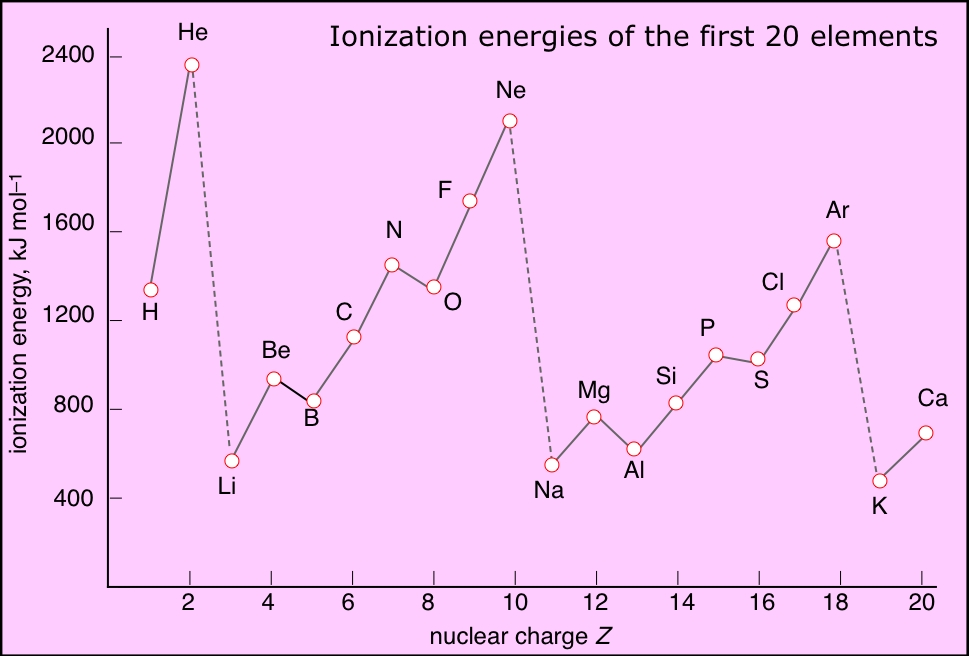 Ionization energies of the first 20 elements
ionization energy, kJ mol–1
2400
2000
1600
1200
800
400
He
Ne
Ar
N
F
H
C
O
Cl
Be
B
P
S
Si
Mg
Al
Ca
Li
Na
K
2 4 6 8 10 12 14 16 18 20
nuclear charge Z